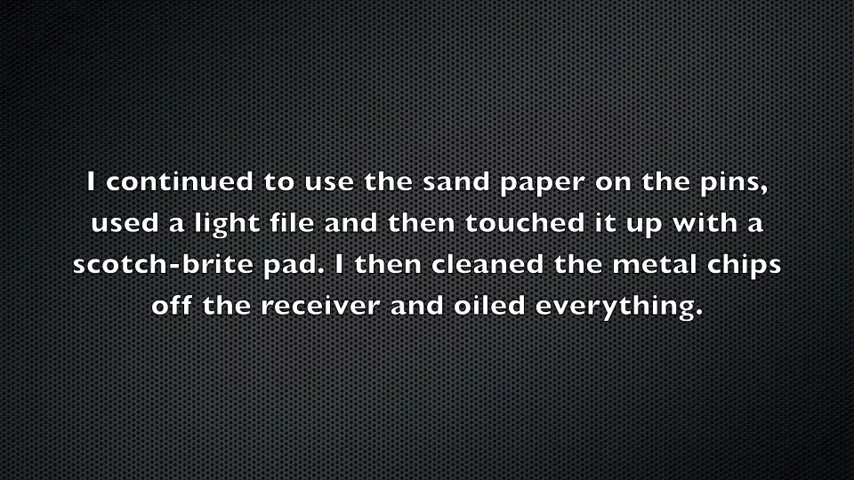 I continued to use the sand paper on the pins,
used a light file and then touched it up with a
scotch-brite pad. I then cleaned the metal chips
off the receiver and oiled everything.